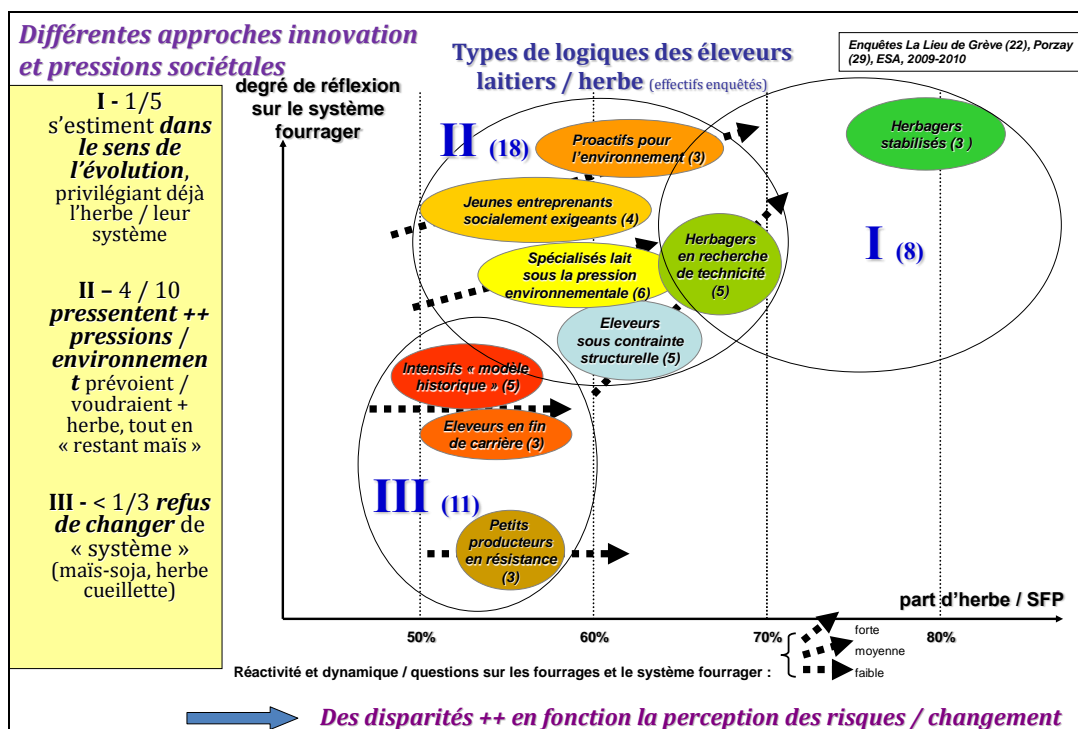 Différentes approches innovation
et pressions sociétales
Types de logiques des éleveurs
laitiers / herbe (effectifs enquêtés)
Enquêtes La Lieu de Grève (22), Porzay
(29), ESA, 2009-2010
I - 1/5
s'estiment dans
le sens de
l'évolution,
privilégiant déjà
l'herbe / leur
système
II – 4 / 10
pressentent ++
pressions /
environnemen
t prévoient /
voudraient +
herbe, tout en
« restant maïs »
III - < 1/3 refus
de changer de
« système »
(maïs-soja, herbe
cueillette)
degré de réflexion
sur le système
fourrager
II (18)
Proactifs pour
l'environnement (3)
Herbagers
stabilisés (3 )
Jeunes entreprenants
socialement exigeants (4)
Spécialisés lait
sous la pression
environnementale (6)
Herbagers
en recherche
de technicité
(5)
I (8)
Eleveurs
sous contrainte
structurelle (5)
Intensifs « modèle
historique » (5)
Eleveurs en fin
de carrière (3)
III (11)
Petits
producteurs
en résistance
(3)
part d'herbe / SFP
50%
60%
70%
80%
Réactivité et dynamique / questions sur les fourrages et le système fourrager :
forte
moyenne
faible
Des disparités ++ en fonction la perception des risques / changement